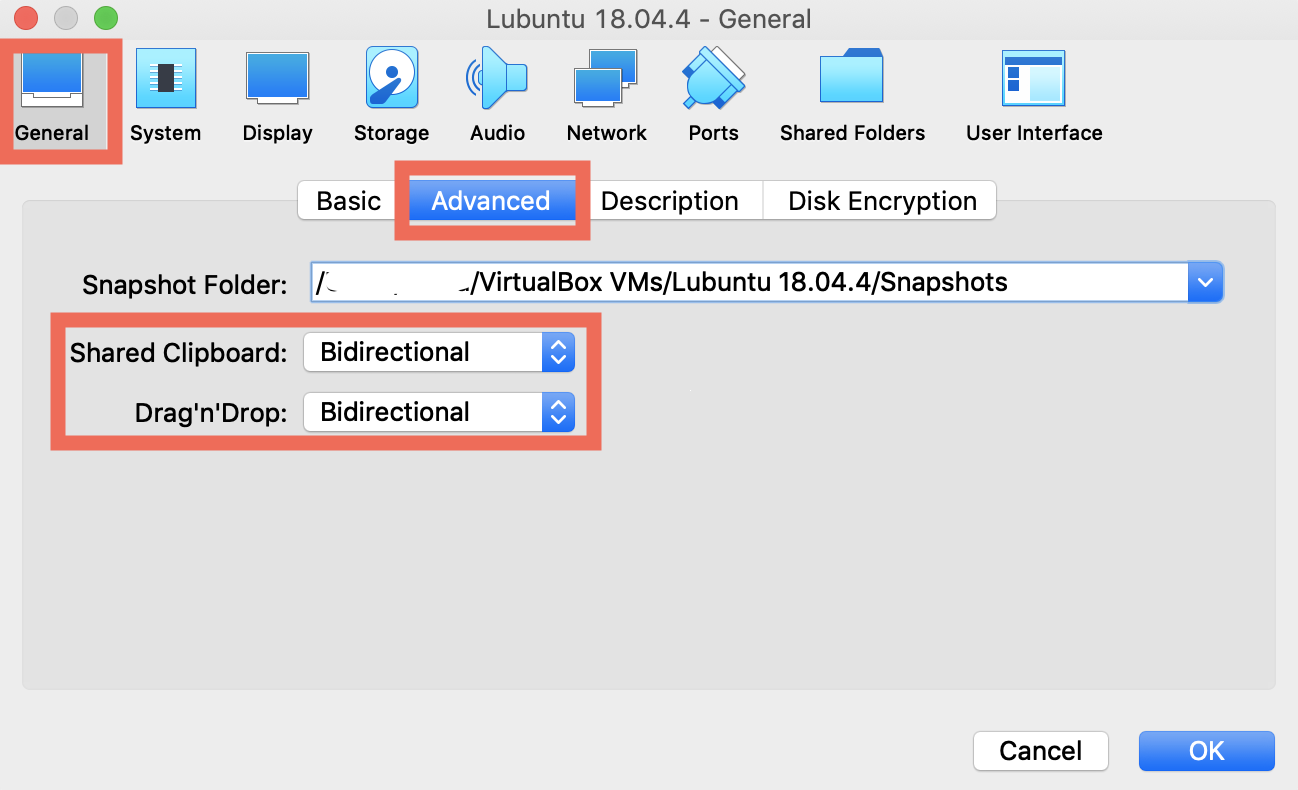 Lubuntu 18.04.4 - General
General System Display Storage Audio Network Ports Shared Folders User Interface
Basic Advanced Description Disk Encryption
Snapshot Folder: /VirtualBox VMs/Lubuntu 18.04.4/Snapshots
Shared Clipboard: Bidirectional
Drag'n'Drop: Bidirectional
Cancel OK